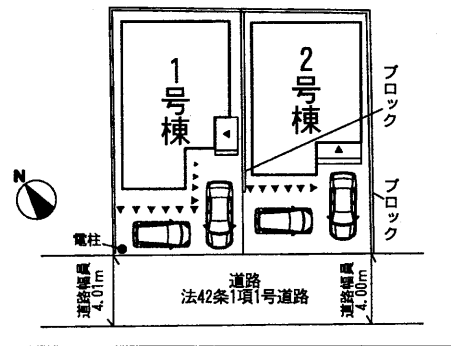 1号棟
2号棟
ブロック
ブロック
N
電柱
道路幅員
4.01m
道路
法42条1項1号道路
道路幅員
4.00m